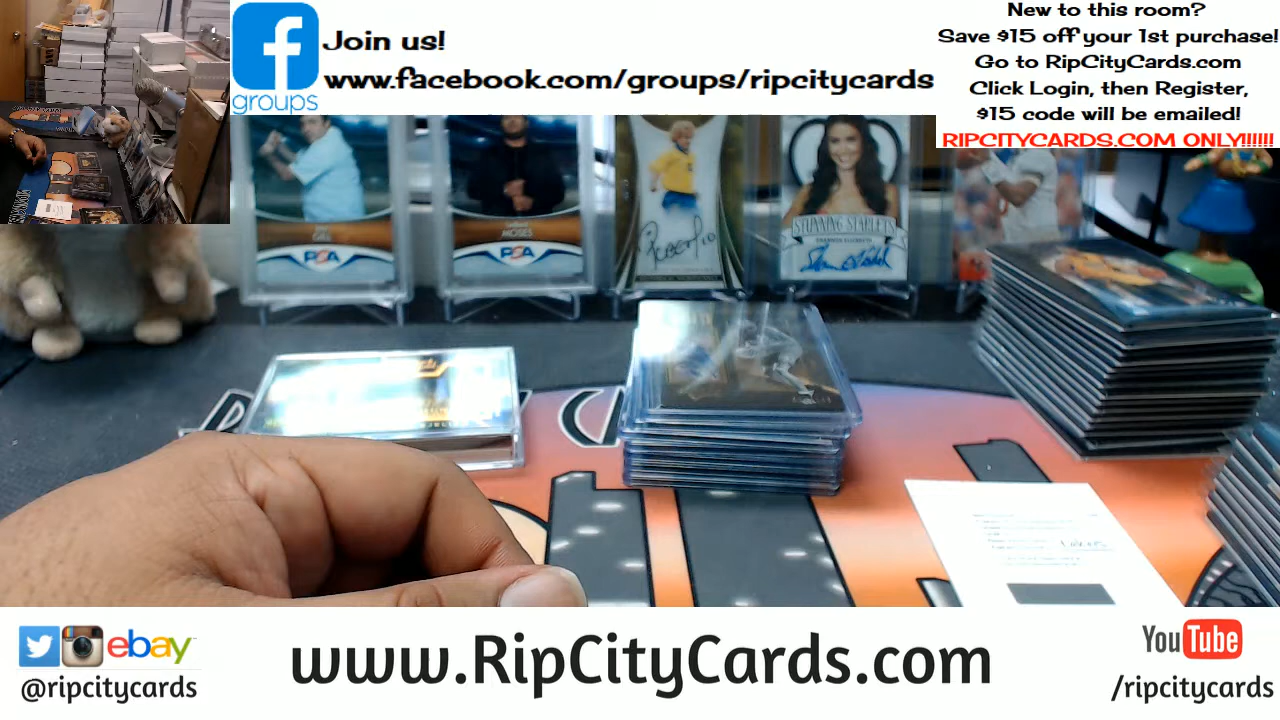 Join us!
www.facebook.com/groups/ripcitycards
groups
New to this room?
Save $15 off your 1st purchase!
Go to RipCityCards.com
Click Login, then Register,
$15 code will be emailed!
RIPCITYCARDS.COM ONLY!!!!!!
MOSES
PSA
PSA
STUNNING STARLETS
ebay
@ripcitycards
www.RipCityCards.com
YouTube
/ripcitycards